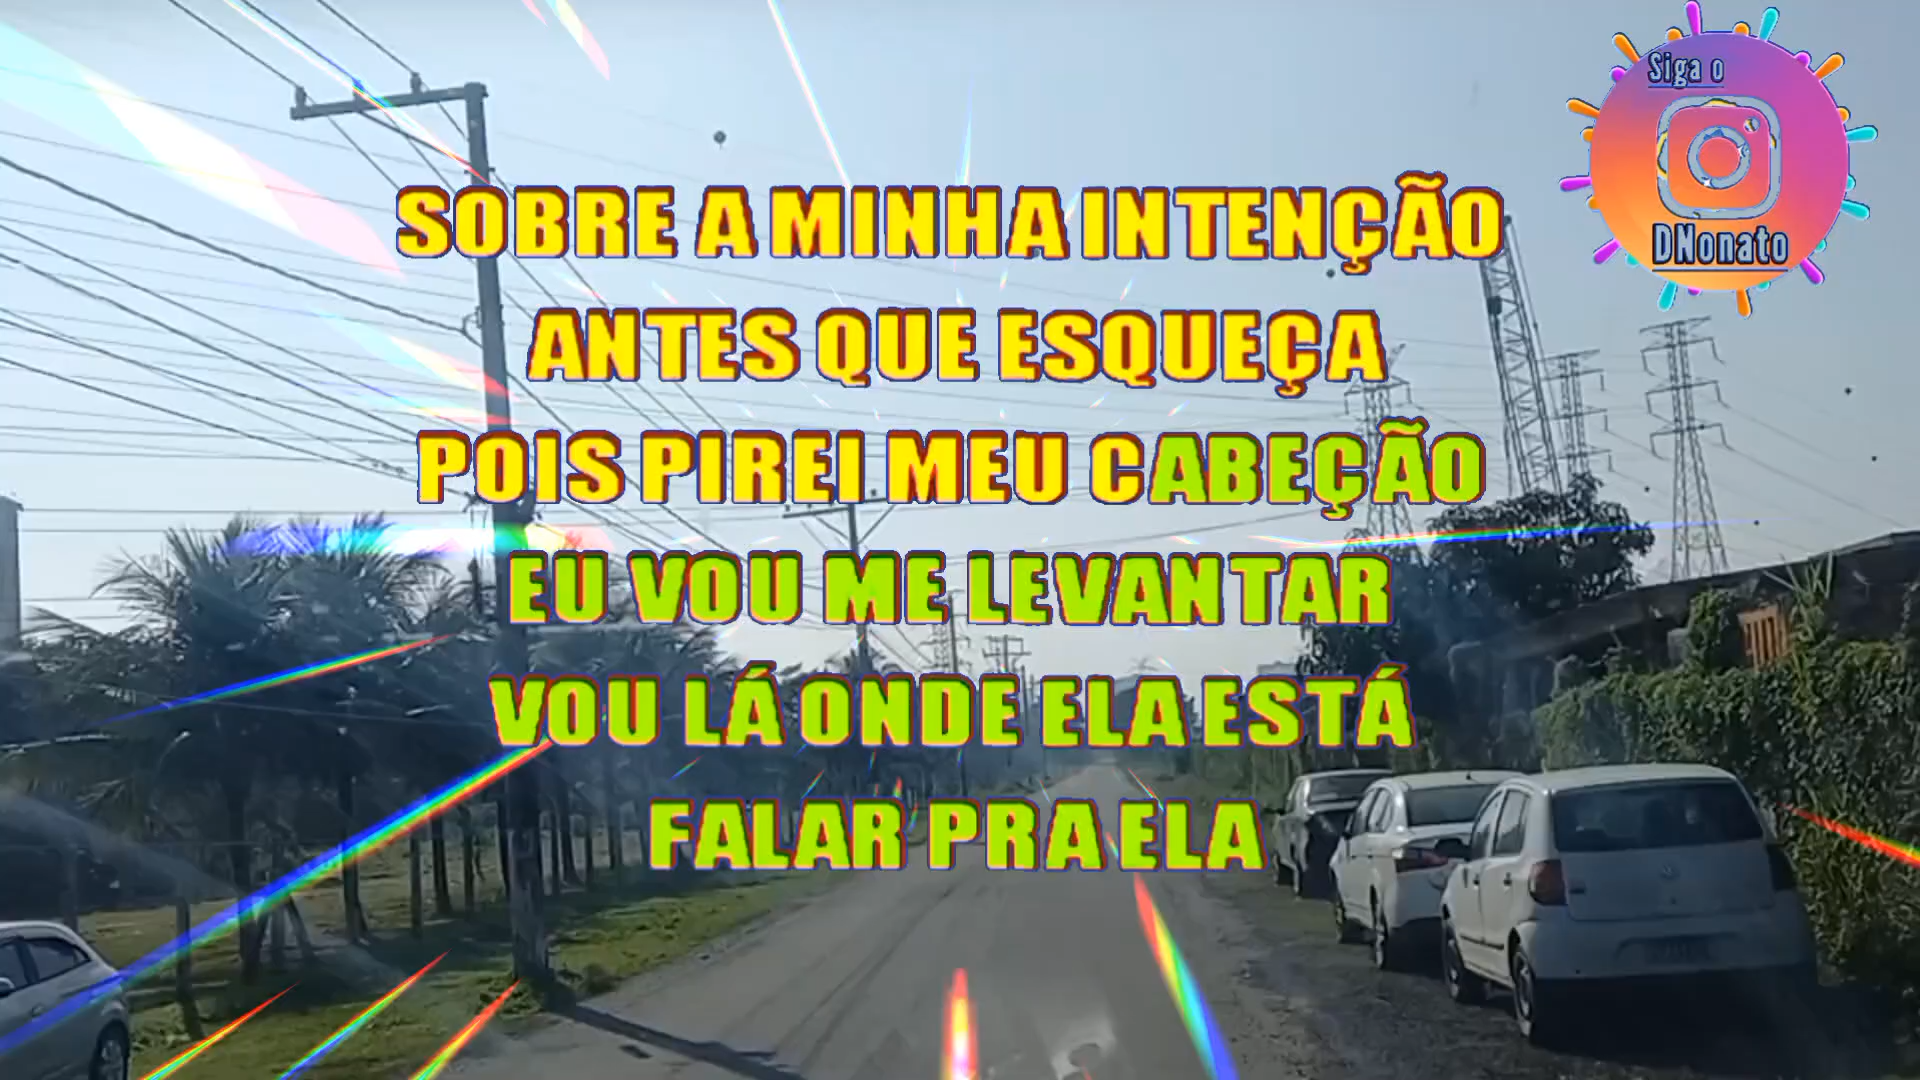 Siga o
DNonato
SOBRE A MINHA INTENÇÃO
ANTES QUE ESQUEÇA
POIS PIREI MEU CABEÇÃO
EU VOU ME LEVANTAR
VOU LÁ ONDE ELA ESTÁ
FALAR PRA ELA